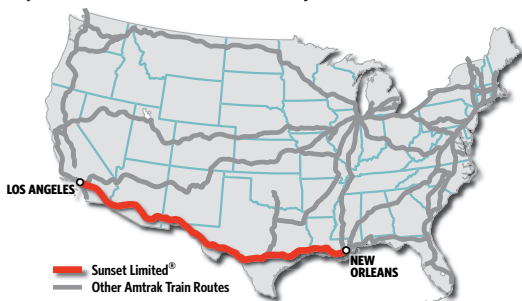 LOS ANGELES
NEW
ORLEANS
Sunset Limited®
Other Amtrak Train Routes